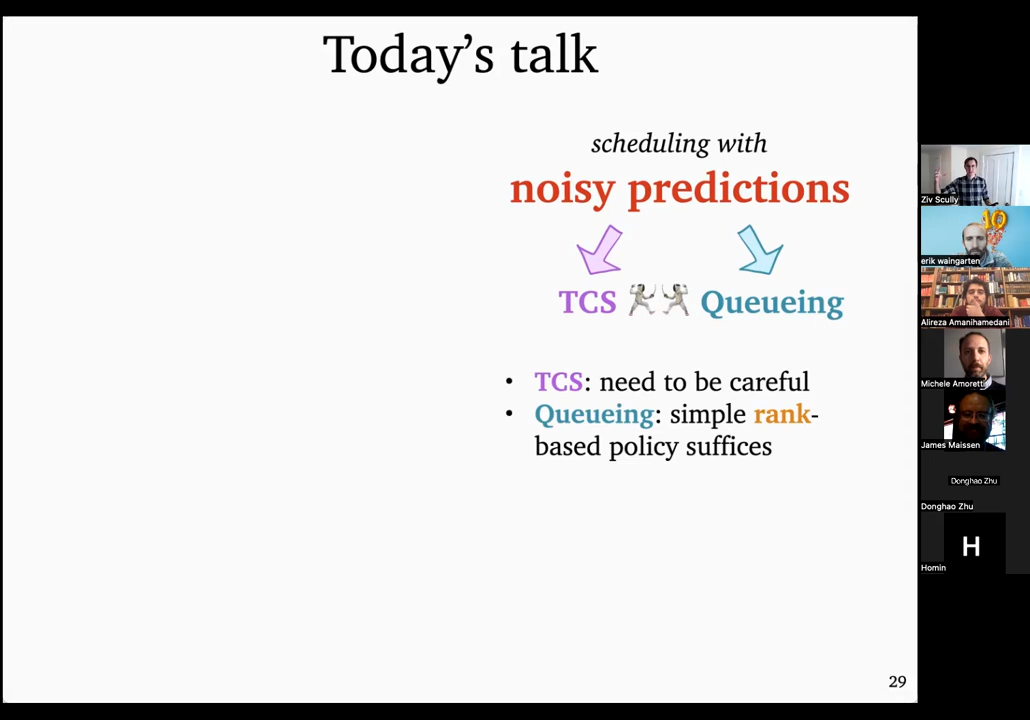 Today's talk
scheduling with
noisy predictions
TCS Queueing
• TCS: need to be careful
• Queueing: simple rank-
based policy suffices
29
Ziv Scully
10
erik waingarten
Alireza Amanihamedani
Michele Amoretti
James Maissen
Donghao Zhu
Donghao Zhu
H
Homin